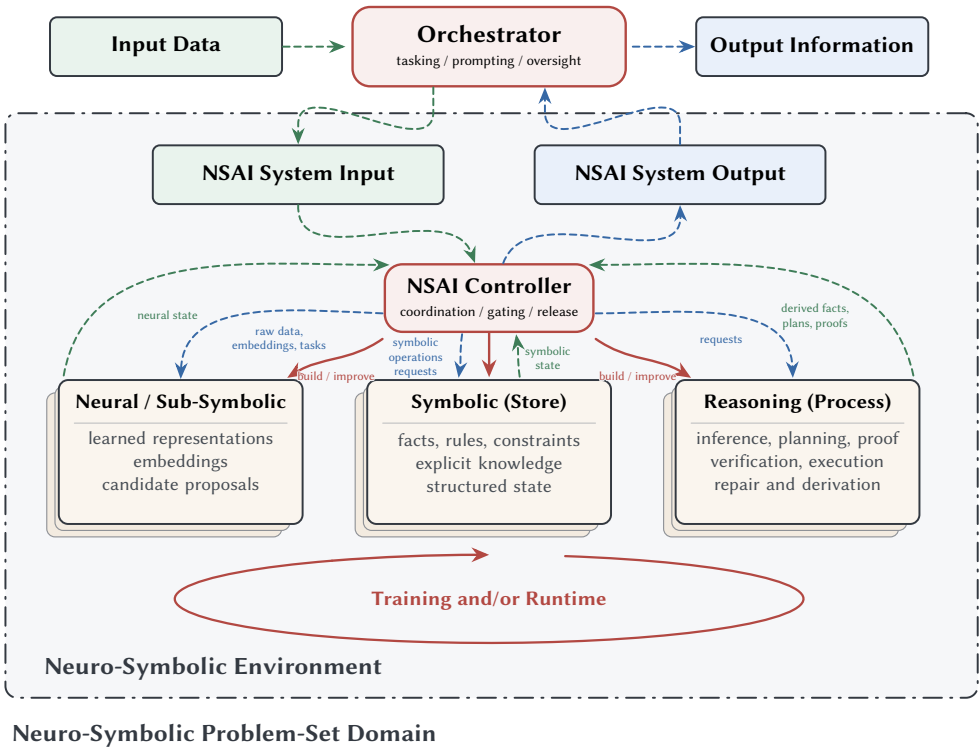 Input Data
Orchestrator
tasking / prompting / oversight
Output Information
NSAI System Input
NSAI System Output
NSAI Controller
coordination / gating / release
neural state
raw data,
embeddings, tasks
symbolic
operations
requests
symbolic
state
requests
derived facts,
plans, proofs
build / improve
build / improve
Neural / Sub-Symbolic
learned representations
embeddings
candidate proposals
Symbolic (Store)
facts, rules, constraints
explicit knowledge
structured state
Reasoning (Process)
inference, planning, proof
verification, execution
repair and derivation
Training and/or Runtime
Neuro-Symbolic Environment
Neuro-Symbolic Problem-Set Domain